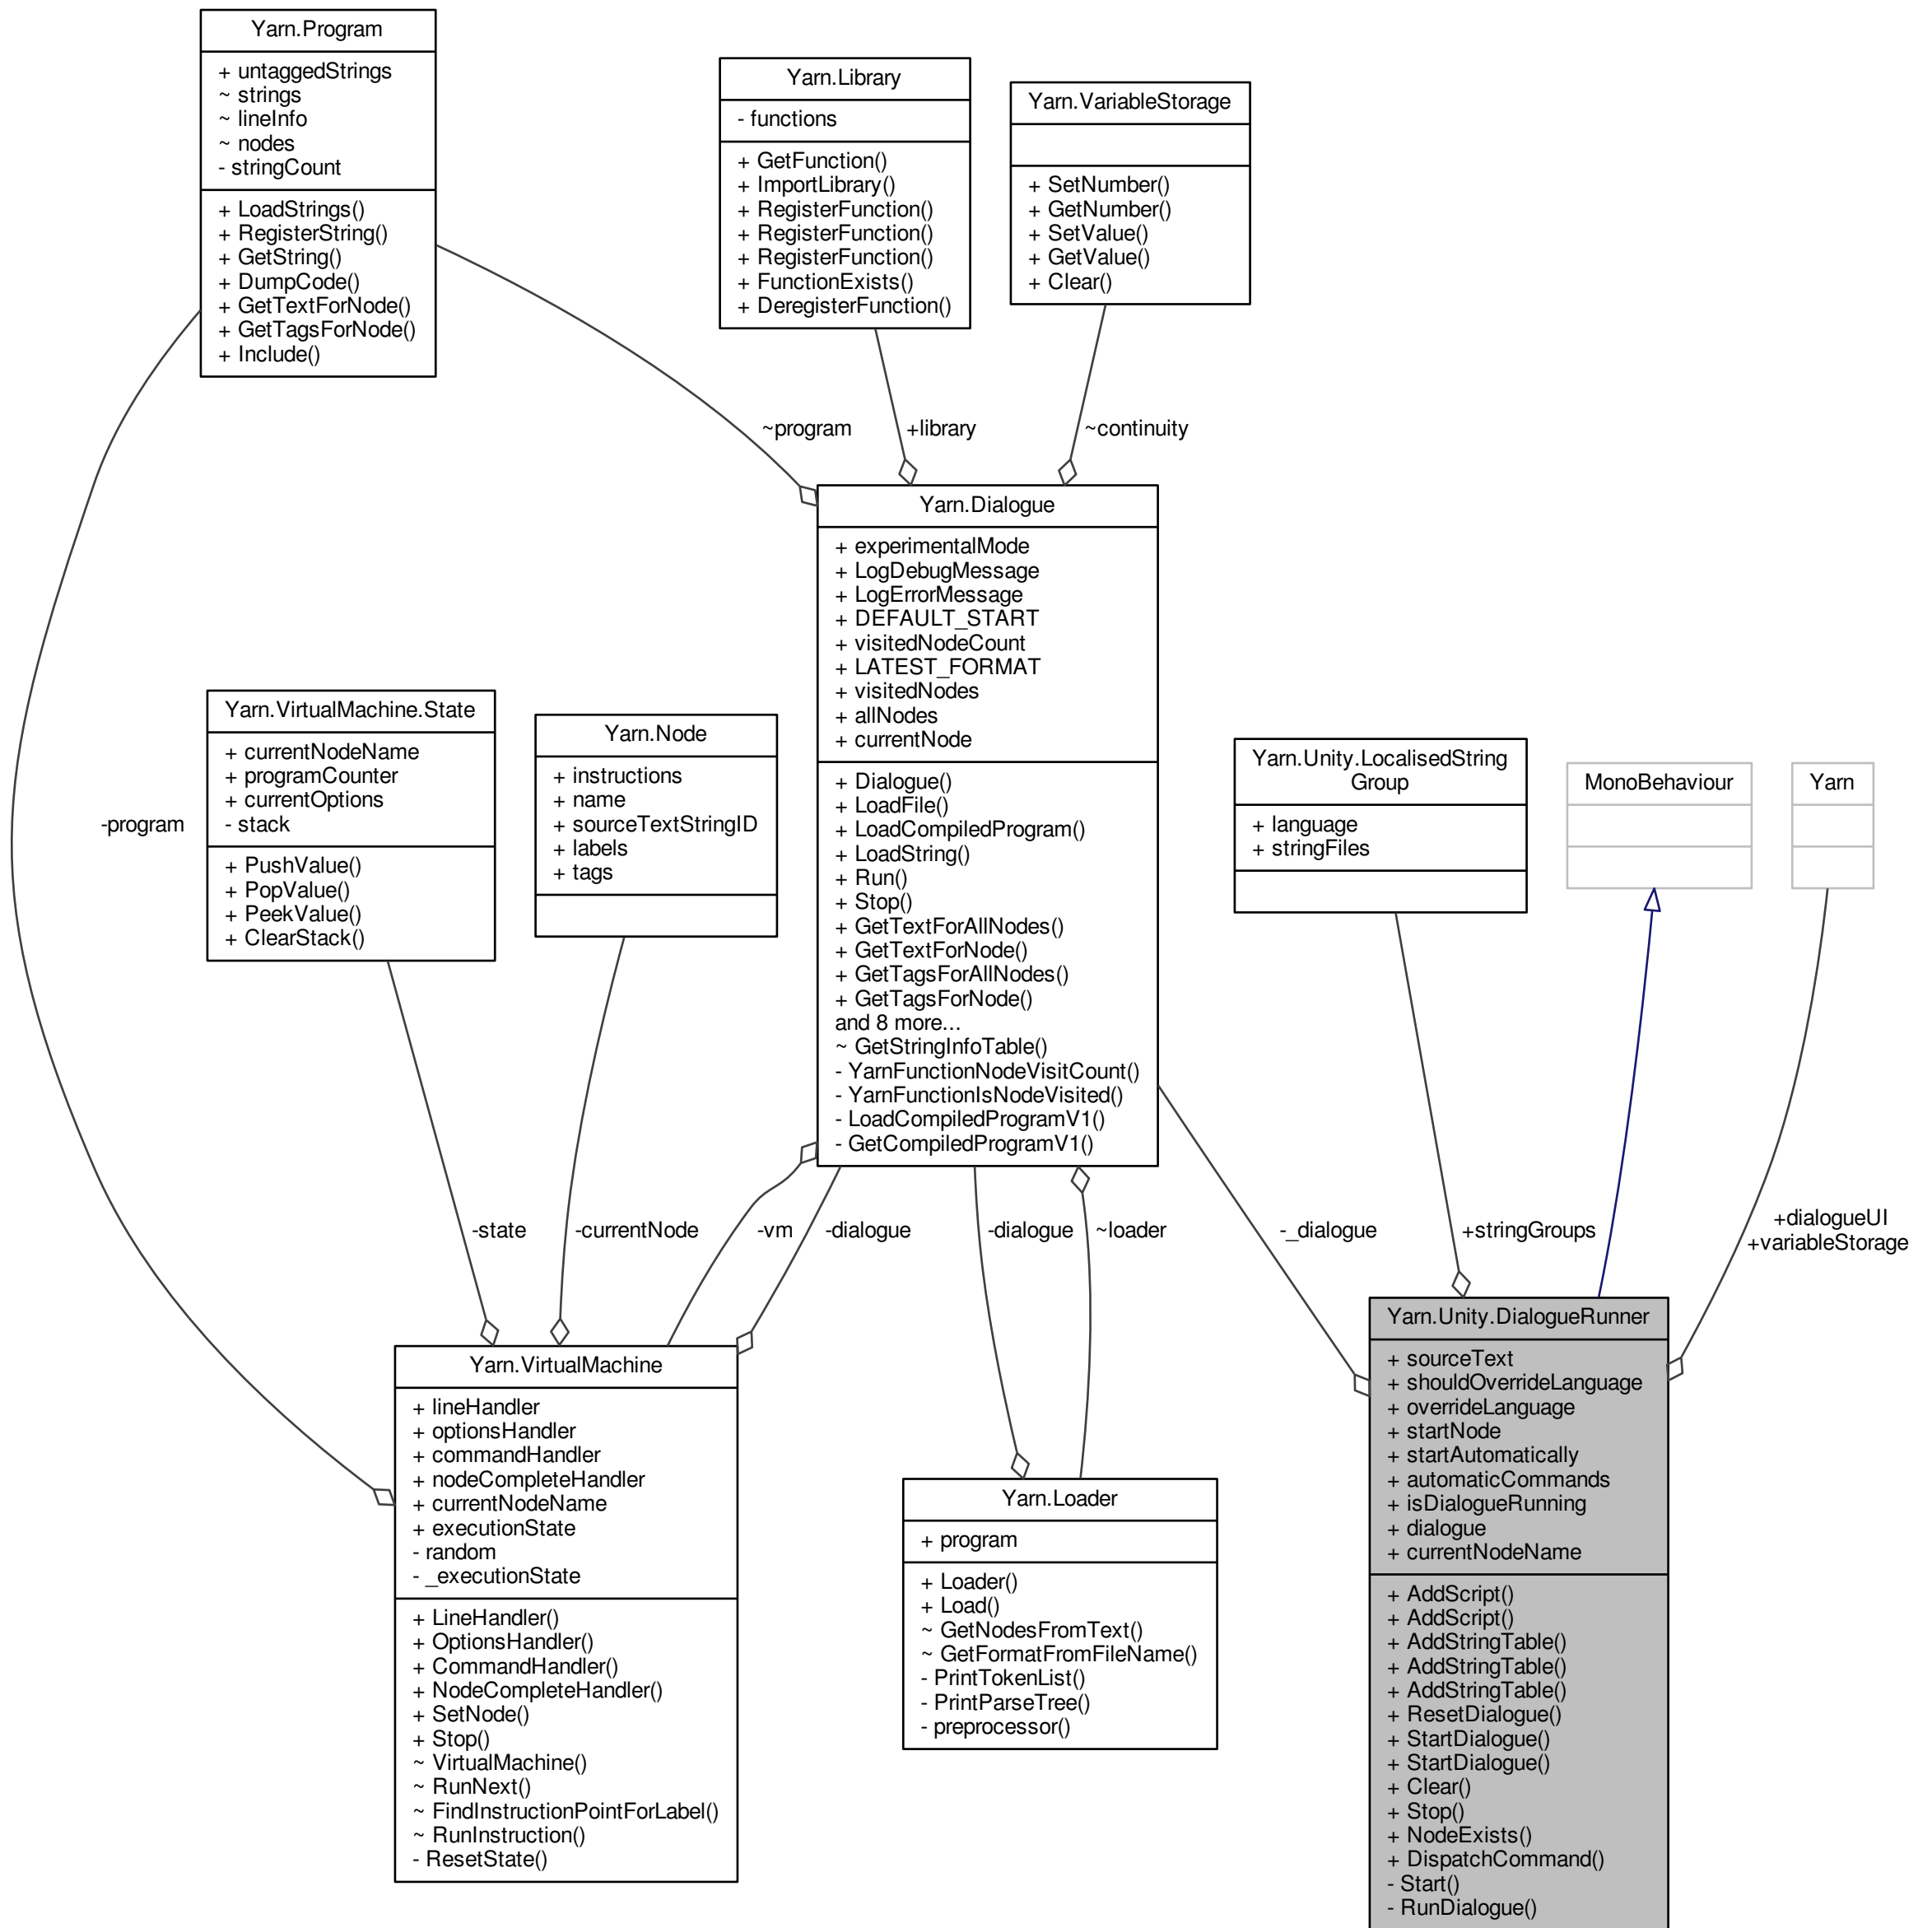 Yarn.Program
+ untaggedStrings
~ strings
~ lineInfo
~ nodes
- stringCount
+ LoadStrings()
+ RegisterString()
+ GetString()
+ DumpCode()
+ GetTextForNode()
+ GetTagsForNode()
+ Include()
Yarn.Library
- functions
+ GetFunction()
+ ImportLibrary()
+ RegisterFunction()
+ RegisterFunction()
+ RegisterFunction()
+ FunctionExists()
+ DeregisterFunction()
Yarn.VariableStorage
+ SetNumber()
+ GetNumber()
+ SetValue()
+ GetValue()
+ Clear()
~program
+library
~continuity
Yarn.Dialogue
+ experimentalMode
+ LogDebugMessage
+ LogErrorMessage
+ DEFAULT_START
+ visitedNodeCount
+ LATEST_FORMAT
+ visitedNodes
+ allNodes
+ currentNode
+ Dialogue()
+ LoadFile()
+ LoadCompiledProgram()
+ LoadString()
+ Run()
+ Stop()
+ GetTextForAllNodes()
+ GetTextForNode()
+ GetTagsForAllNodes()
+ GetTagsForNode()
and 8 more...
~ GetStringInfoTable()
- YarnFunctionNodeVisitCount()
- YarnFunctionIsNodeVisited()
- LoadCompiledProgramV1()
- GetCompiledProgramV1()
-program
Yarn.VirtualMachine.State
+ currentNodeName
+ programCounter
+ currentOptions
- stack
+ PushValue()
+ PopValue()
+ PeekValue()
+ ClearStack()
Yarn.Node
+ instructions
+ name
+ sourceTextStringID
+ labels
+ tags
Yarn.Unity.LocalisedString
Group
+ language
+ stringFiles
MonoBehaviour
Yarn
-state
-currentNode
-vm
-dialogue
-dialogue
~loader
-_dialogue
+stringGroups
+dialogueUI
+variableStorage
Yarn.VirtualMachine
+ lineHandler
+ optionsHandler
+ commandHandler
+ nodeCompleteHandler
+ currentNodeName
+ executionState
- random
- _executionState
+ LineHandler()
+ OptionsHandler()
+ CommandHandler()
+ NodeCompleteHandler()
+ SetNode()
+ Stop()
~ VirtualMachine()
~ RunNext()
~ FindInstructionPointForLabel()
~ RunInstruction()
- ResetState()
Yarn.Loader
+ program
+ Loader()
+ Load()
~ GetNodesFromText()
~ GetFormatFromFileName()
- PrintTokenList()
- PrintParseTree()
- preprocessor()
Yarn.Unity.DialogueRunner
+ sourceText
+ shouldOverrideLanguage
+ overrideLanguage
+ startNode
+ startAutomatically
+ automaticCommands
+ isDialogueRunning
+ dialogue
+ currentNodeName
+ AddScript()
+ AddScript()
+ AddStringTable()
+ AddStringTable()
+ AddStringTable()
+ ResetDialogue()
+ StartDialogue()
+ StartDialogue()
+ Clear()
+ Stop()
+ NodeExists()
+ DispatchCommand()
- Start()
- RunDialogue()